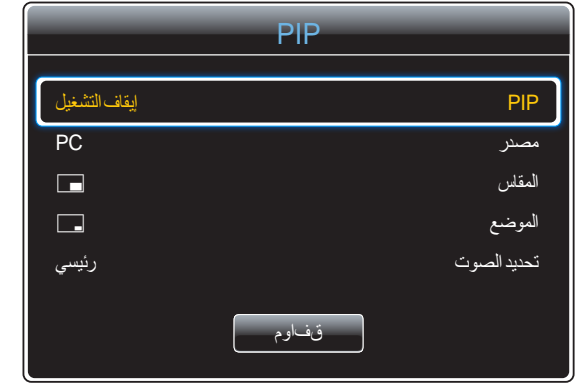 PIP
PIP إيقاف التشغيل
مصدر PC
المقاس
الموضع
تحديد الصوت رئيسي
قفاوم